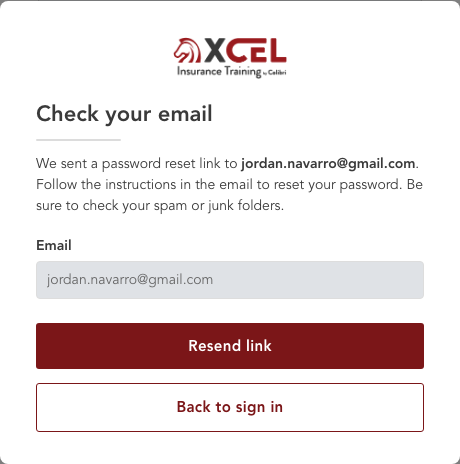 XCEL
Insurance Training by Colibri
Check your email
We sent a password reset link to jordan.navarro@gmail.com.
Follow the instructions in the email to reset your password. Be
sure to check your spam or junk folders.
Email
jordan.navarro@gmail.com
Resend link
Back to sign in